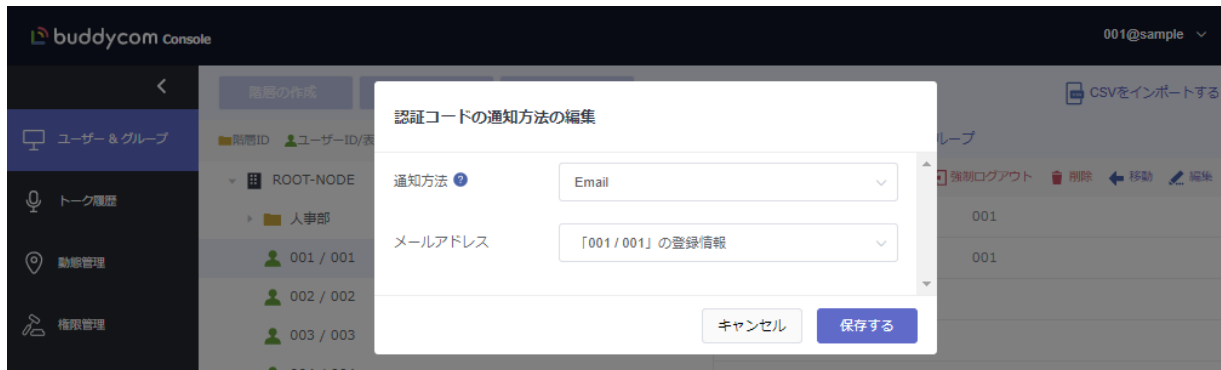 buddycom Console
001@sample
階層の作成
CSVをインポートする
認証コードの通知方法の編集
ユーザー & グループ
階層ID ユーザーID/表
ループ
ROOT-NODE
通知方法
Email
強制ログアウト 削除 移動 編集
トーク履歴
人事部
001
メールアドレス
「001 / 001」の登録情報
動態管理
001 / 001
001
002 / 002
キャンセル
保存する
権限管理
003 / 003